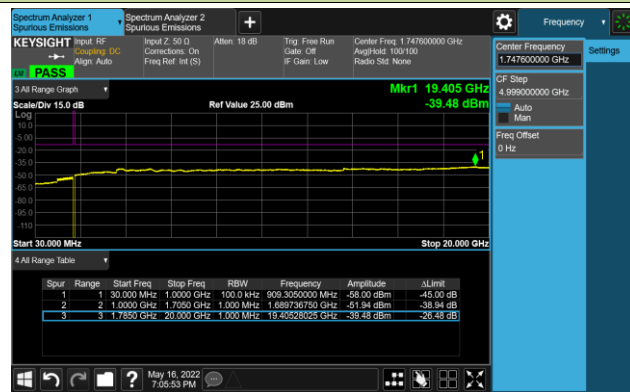 Spectrum Analyzer 1
Spurious Emissions
Spectrum Analyzer 2
Spurious Emissions
Frequency
KEYSIGHT
Input: RF
Coupling: DC
Align: Auto
Input Z: 50 Ω
Corrections: On
Freq Ref: Int (S)
Atten: 18 dB
Trig: Free Run
Gate: Off
IF Gain: Low
Center Freq: 1.747600000 GHz
Avg|Hold: 100/100
Radio Std: None
PASS
Center Frequency
1.747600000 GHz
Settings
CF Step
4.999000000 GHz
Auto
Man
Freq Offset
0 Hz
3 All Range Graph
Mkr1 19.405 GHz
Scale/Div 15.0 dB
Ref Value 25.00 dBm
-39.48 dBm
Log
10.0
-5.00
-20.0
-35.0
-50.0
-65.0
-80.0
-95.0
-110
1
Start 30.000 MHz
Stop 20.000 GHz
4 All Range Table
Spur Range Start Freq Stop Freq RBW Frequency Amplitude ΔLimit
1 1 30.000 MHz 1.0000 GHz 100.0 kHz 909.3050000 MHz -58.00 dBm -45.00 dB
2 2 1.0000 GHz 1.7050 GHz 1.000 MHz 1.689736750 GHz -51.94 dBm -38.94 dB
3 3 1.7850 GHz 20.000 GHz 1.000 MHz 19.40528025 GHz -39.48 dBm -26.48 dB
?
May 16, 2022
7:05:53 PM